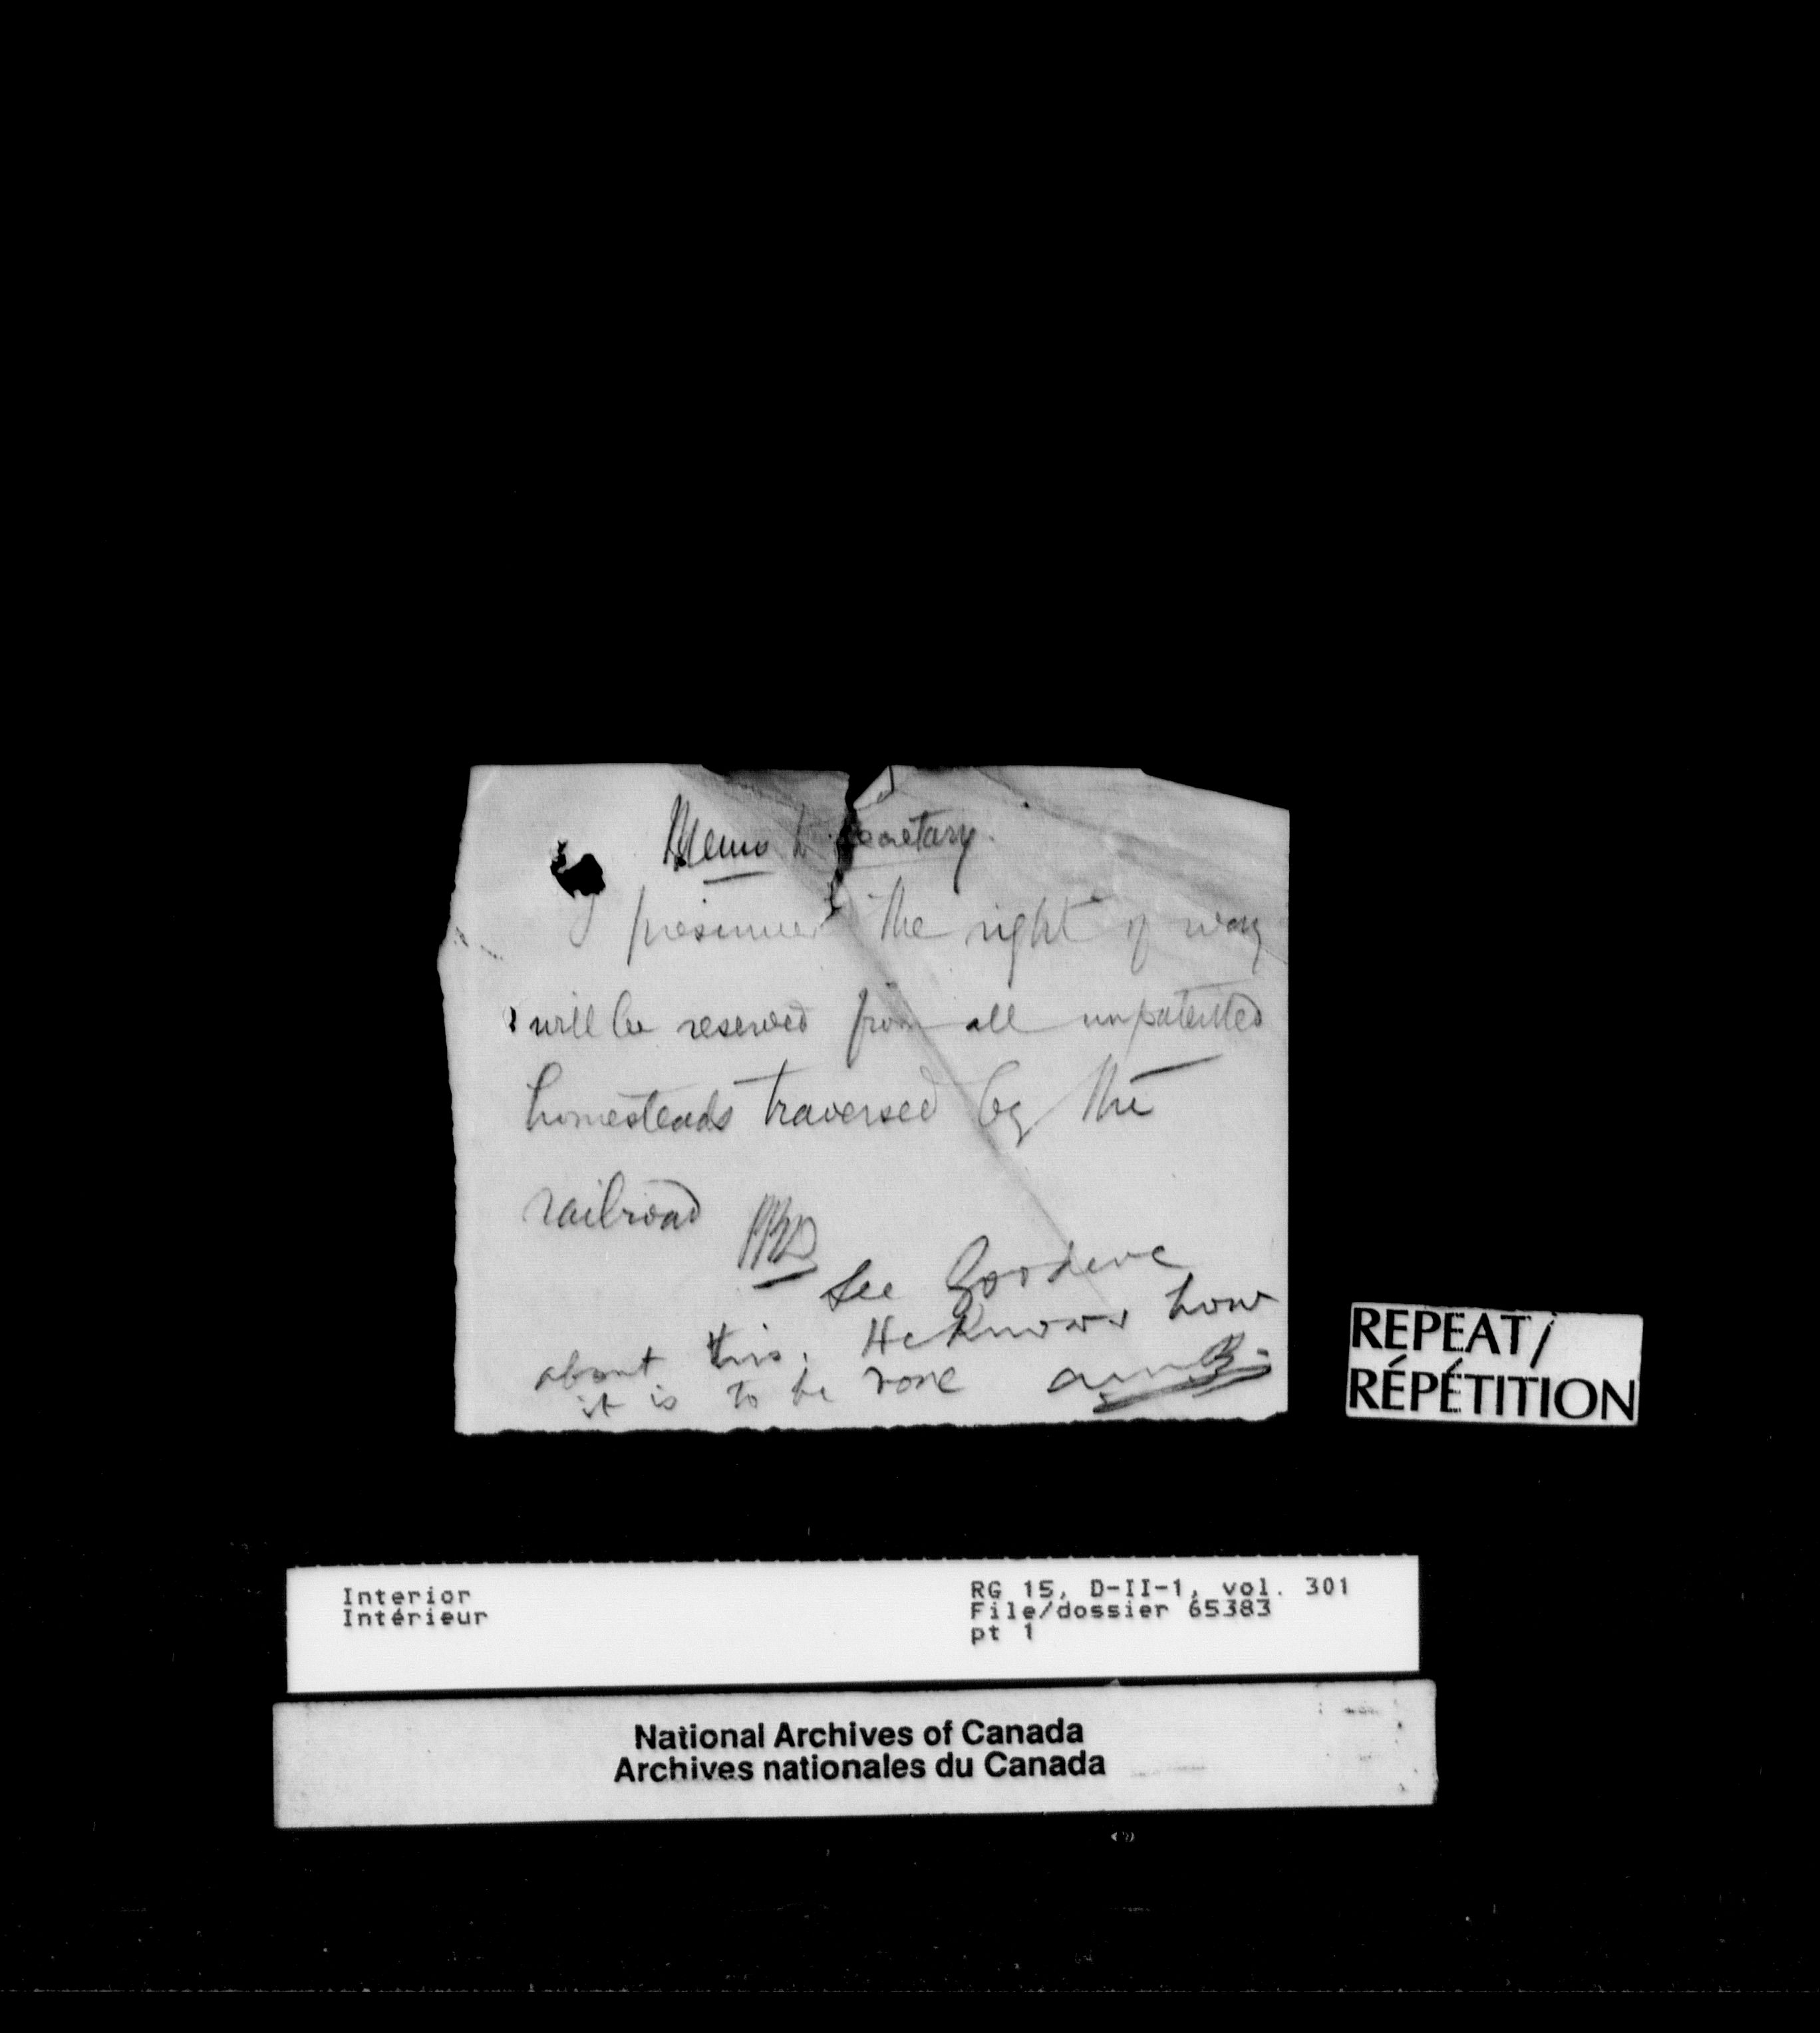 Memo to Secretary.
I presume the right of way
will be reserved from all unpatented
homesteads traversed by the
railroad
See Goodeve
about this. He knows how
it is to be done
REPEAT/
RÉPÉTITION
Interior
Intérieur
RG 15, D-II-1, vol. 301
File/dossier 65383
pt 1
National Archives of Canada
Archives nationales du Canada